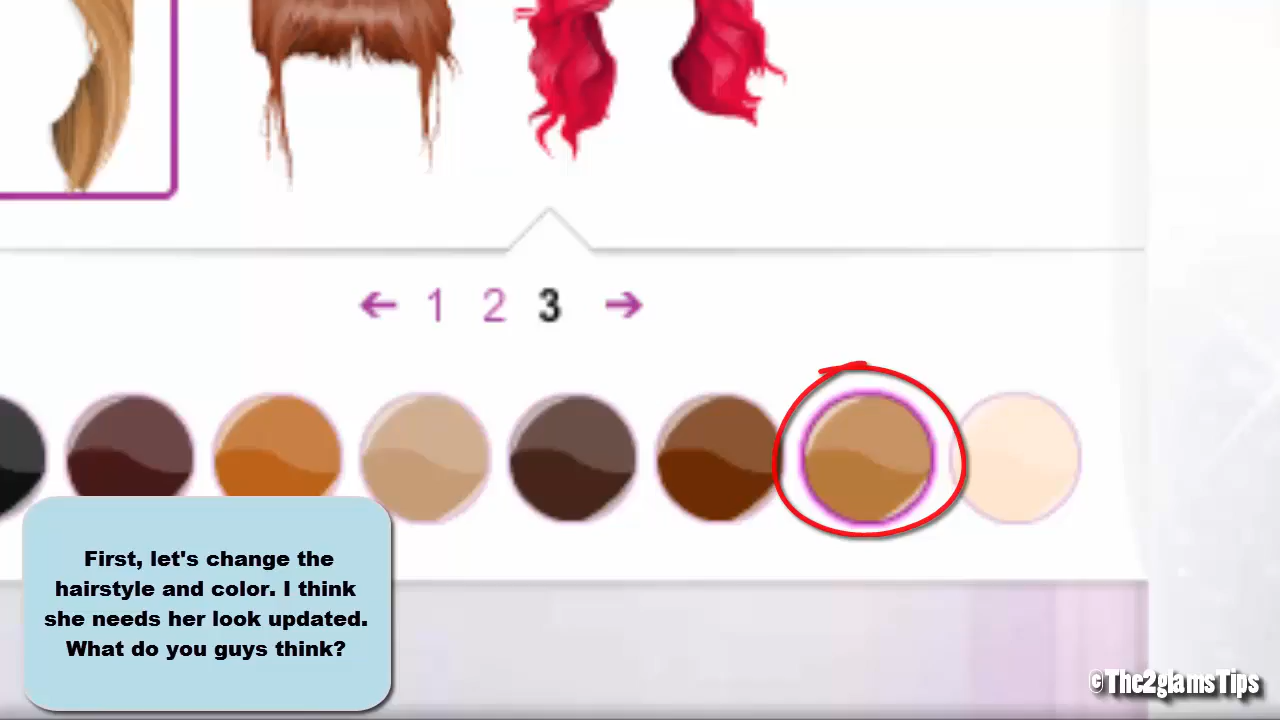 1 2 3
First, let's change the
hairstyle and color. I think
she needs her look updated.
What do you guys think?
©The2glamsTips